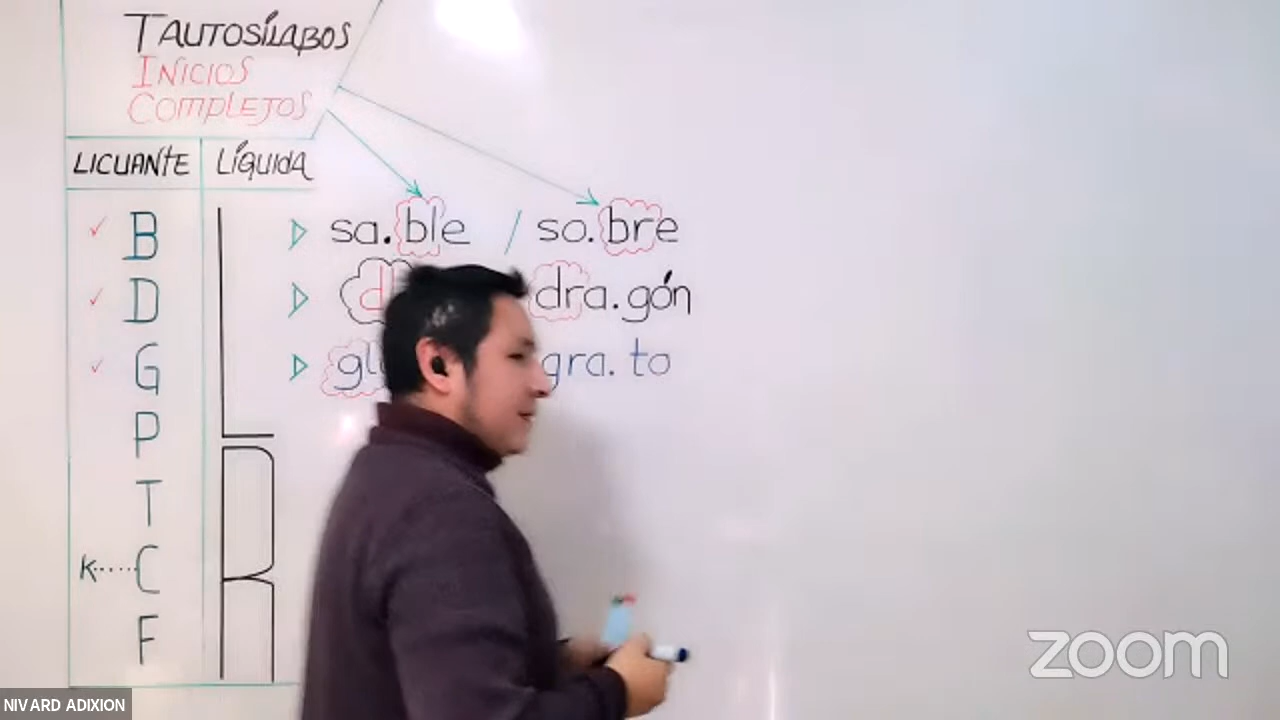 TAUTOSÍLABOS
INICIOS
COMPLEJOS
LICUANTE LÍQUIDA
B L sa.ble / so.bre
D dra.gón
G gra.to
P
T R
K.....C
F
zoom
NIVARD ADIXION